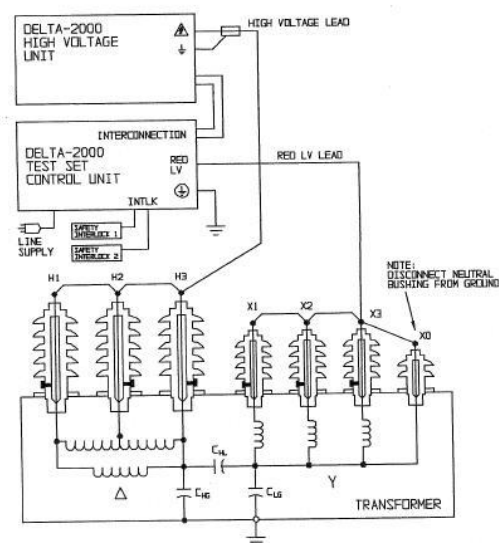 DELTA-2000
HIGH VOLTAGE
UNIT
HIGH VOLTAGE LEAD
INTERCONNECTION
DELTA-2000
TEST SET
CONTROL UNIT
RED
LV
RED LV LEAD
INTLK
LINE
SUPPLY
SAFETY
INTERLOCK 1
SAFETY
INTERLOCK 2
NOTE:
DISCONNECT NEUTRAL
BUSHING FROM GROUND
H1
H2
H3
X1
X2
X3
X0
CHL
Δ
CHG
CLG
Y
TRANSFORMER